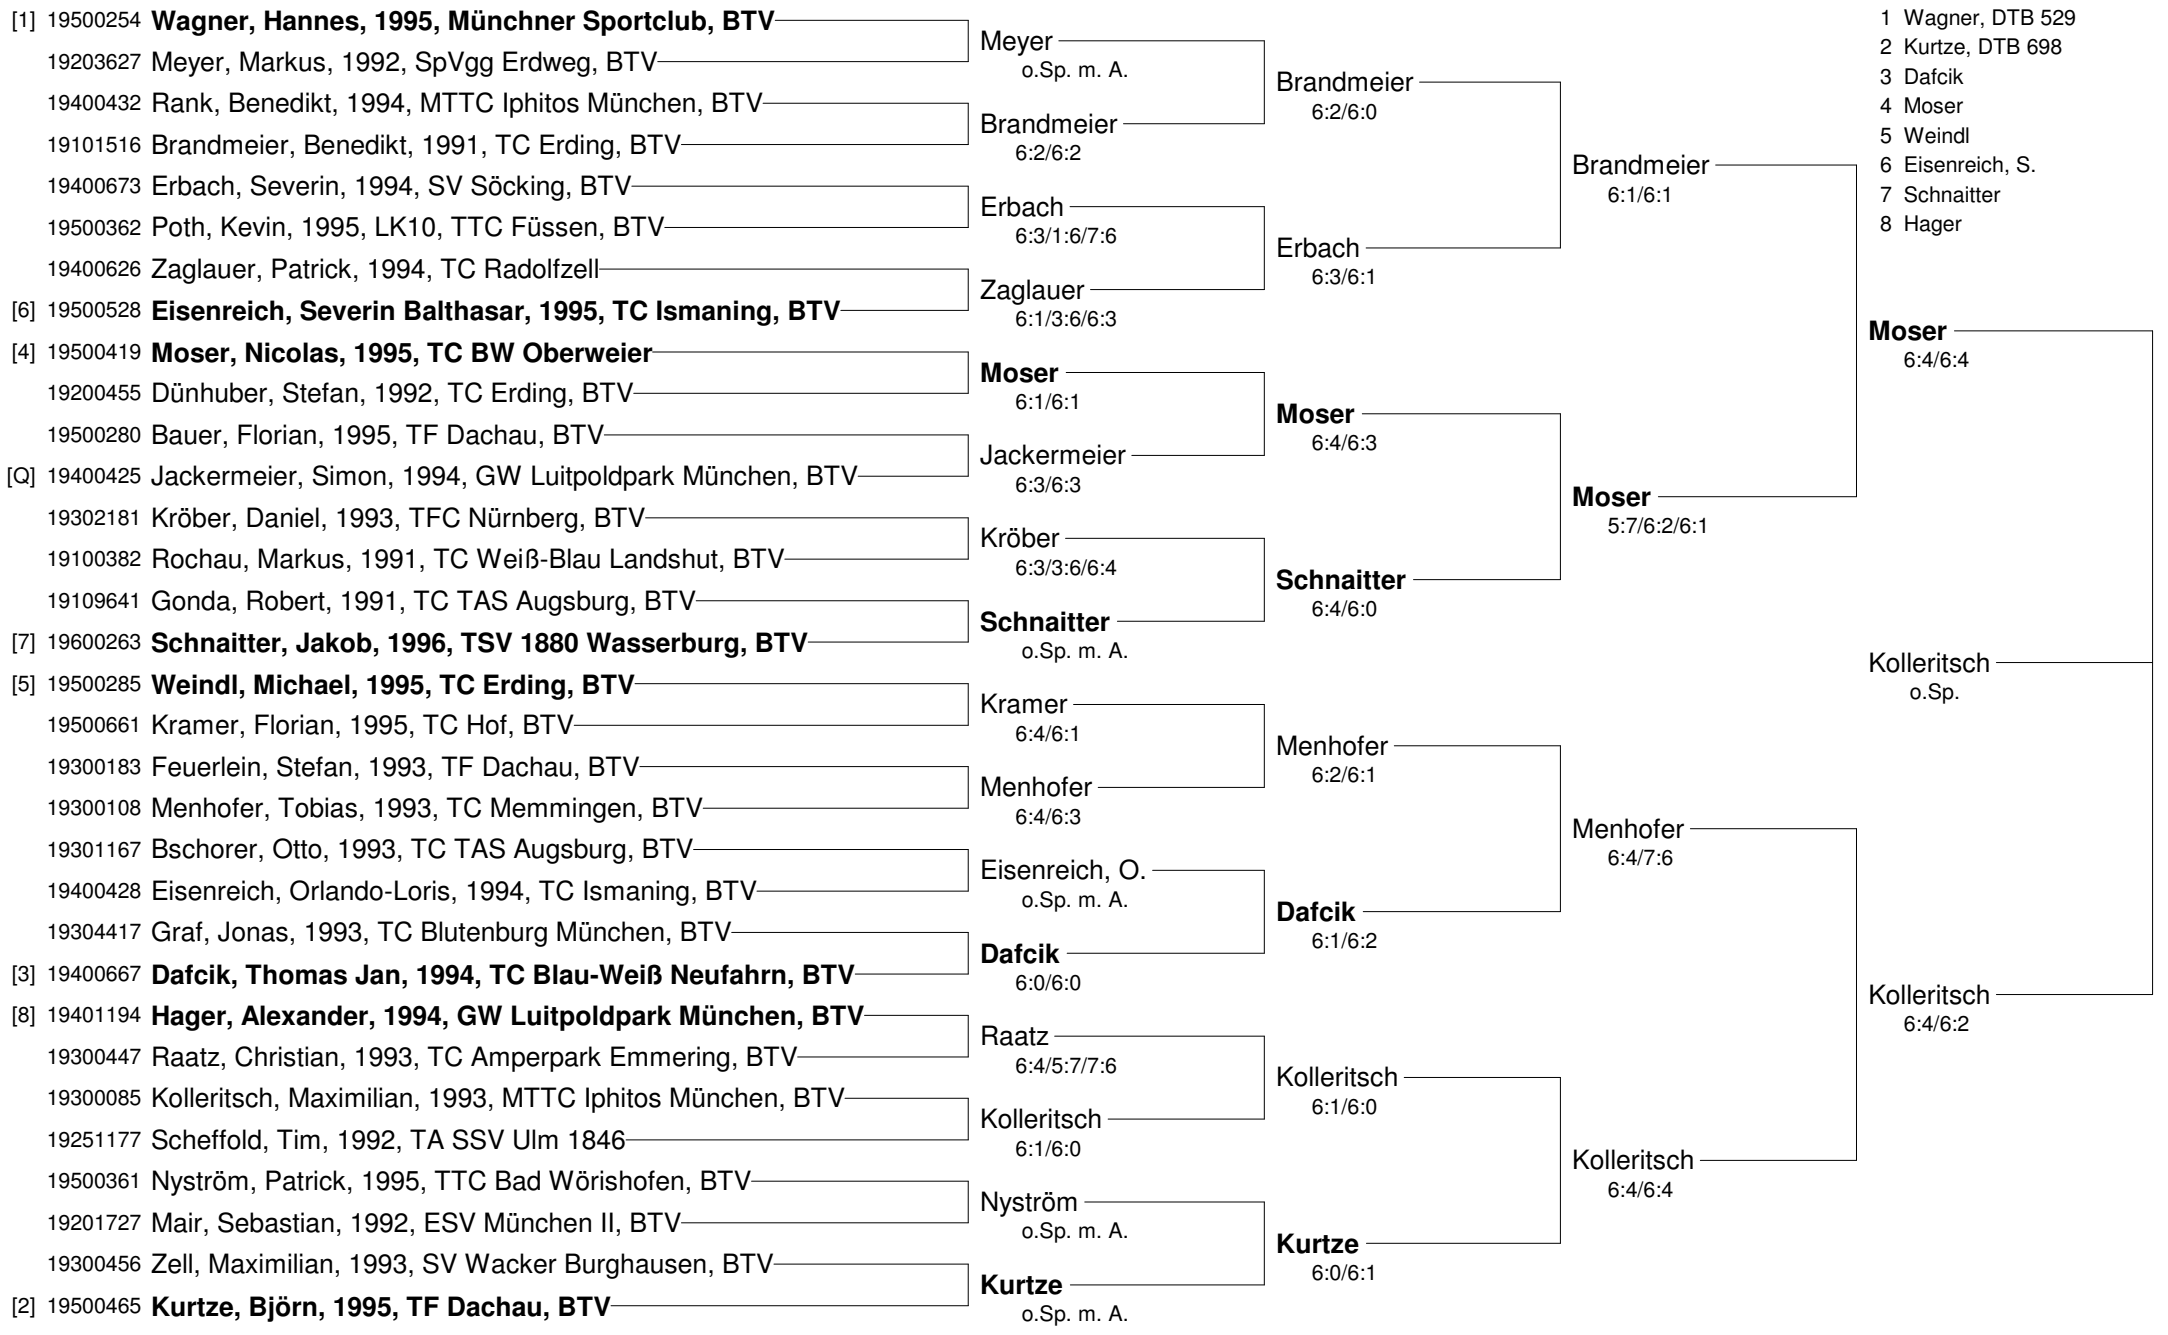 [1] 19500254 Wagner, Hannes, 1995, Münchner Sportclub, BTV
19203627 Meyer, Markus, 1992, SpVgg Erdweg, BTV
19400432 Rank, Benedikt, 1994, MTTC Iphitos München, BTV
19101516 Brandmeier, Benedikt, 1991, TC Erding, BTV
19400673 Erbach, Severin, 1994, SV Söcking, BTV
19500362 Poth, Kevin, 1995, LK10, TTC Füssen, BTV
19400626 Zaglauer, Patrick, 1994, TC Radolfzell
[6] 19500528 Eisenreich, Severin Balthasar, 1995, TC Ismaning, BTV
[4] 19500419 Moser, Nicolas, 1995, TC BW Oberweier
19200455 Dünhuber, Stefan, 1992, TC Erding, BTV
19500280 Bauer, Florian, 1995, TF Dachau, BTV
[Q] 19400425 Jackermeier, Simon, 1994, GW Luitpoldpark München, BTV
19302181 Kröber, Daniel, 1993, TFC Nürnberg, BTV
19100382 Rochau, Markus, 1991, TC Weiß-Blau Landshut, BTV
19109641 Gonda, Robert, 1991, TC TAS Augsburg, BTV
[7] 19600263 Schnaitter, Jakob, 1996, TSV 1880 Wasserburg, BTV
[5] 19500285 Weindl, Michael, 1995, TC Erding, BTV
19500661 Kramer, Florian, 1995, TC Hof, BTV
19300183 Feuerlein, Stefan, 1993, TF Dachau, BTV
19300108 Menhofer, Tobias, 1993, TC Memmingen, BTV
19301167 Bschorer, Otto, 1993, TC TAS Augsburg, BTV
19400428 Eisenreich, Orlando-Loris, 1994, TC Ismaning, BTV
19304417 Graf, Jonas, 1993, TC Blutenburg München, BTV
[3] 19400667 Dafcik, Thomas Jan, 1994, TC Blau-Weiß Neufahrn, BTV
[8] 19401194 Hager, Alexander, 1994, GW Luitpoldpark München, BTV
19300447 Raatz, Christian, 1993, TC Amperpark Emmering, BTV
19300085 Kolleritsch, Maximilian, 1993, MTTC Iphitos München, BTV
19251177 Scheffold, Tim, 1992, TA SSV Ulm 1846
19500361 Nyström, Patrick, 1995, TTC Bad Wörishofen, BTV
19201727 Mair, Sebastian, 1992, ESV München II, BTV
19300456 Zell, Maximilian, 1993, SV Wacker Burghausen, BTV
[2] 19500465 Kurtze, Björn, 1995, TF Dachau, BTV
Meyer
o.Sp. m. A.
Brandmeier
6:2/6:2
Erbach
6:3/1:6/7:6
Zaglauer
6:1/3:6/6:3
Moser
6:1/6:1
Jackermeier
6:3/6:3
Kröber
6:3/3:6/6:4
Schnaitter
o.Sp. m. A.
Kramer
6:4/6:1
Menhofer
6:4/6:3
Eisenreich, O.
o.Sp. m. A.
Dafcik
6:0/6:0
Raatz
6:4/5:7/7:6
Kolleritsch
6:1/6:0
Nyström
o.Sp. m. A.
Kurtze
o.Sp. m. A.
Brandmeier
6:2/6:0
Erbach
6:3/6:1
Moser
6:4/6:3
Schnaitter
6:4/6:0
Menhofer
6:2/6:1
Dafcik
6:1/6:2
Kolleritsch
6:1/6:0
Kurtze
6:0/6:1
Brandmeier
6:1/6:1
Moser
5:7/6:2/6:1
Menhofer
6:4/7:6
Kolleritsch
6:4/6:4
Moser
6:4/6:4
Kolleritsch
o.Sp.
Kolleritsch
6:4/6:2
1 Wagner, DTB 529
2 Kurtze, DTB 698
3 Dafcik
4 Moser
5 Weindl
6 Eisenreich, S.
7 Schnaitter
8 Hager